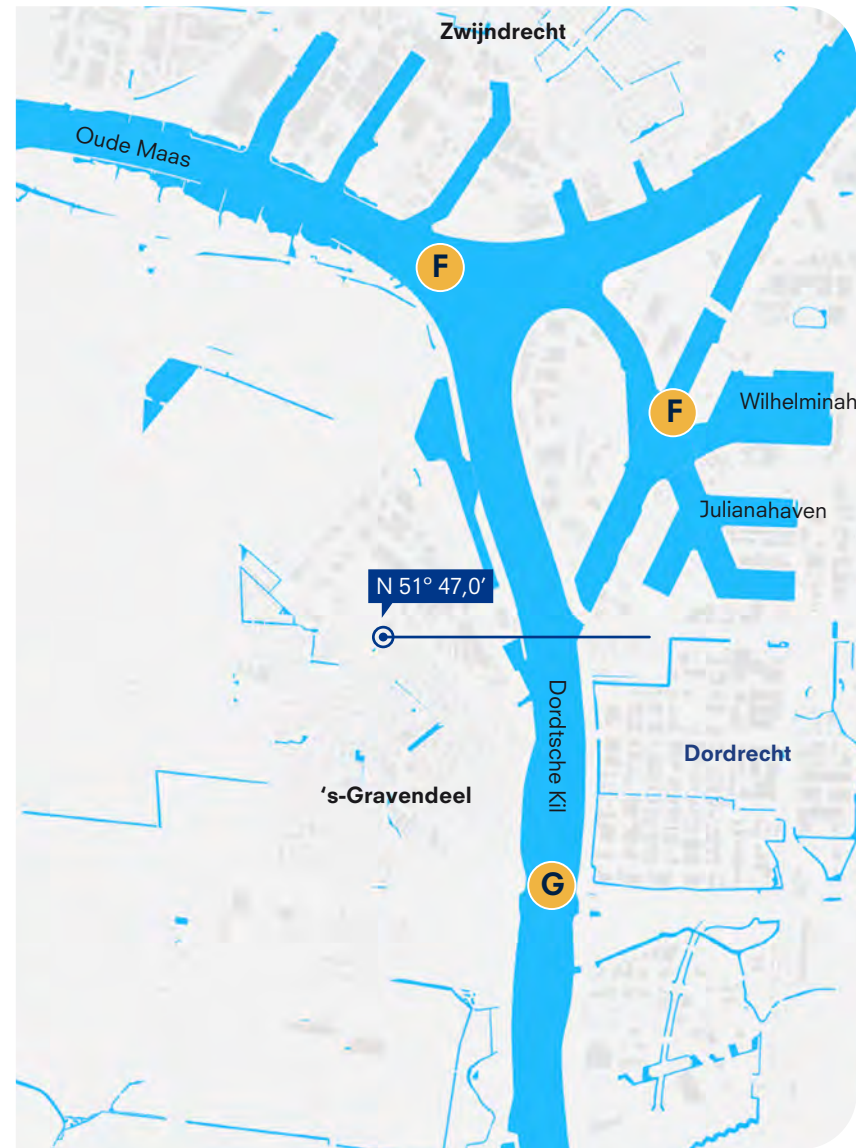 Zwijndrecht
Oude Maas
F
F
Wilhelminah
Julianahaven
N 51° 47,0’
Dordtsche Kil
Dordrecht
‘s-Gravendeel
G